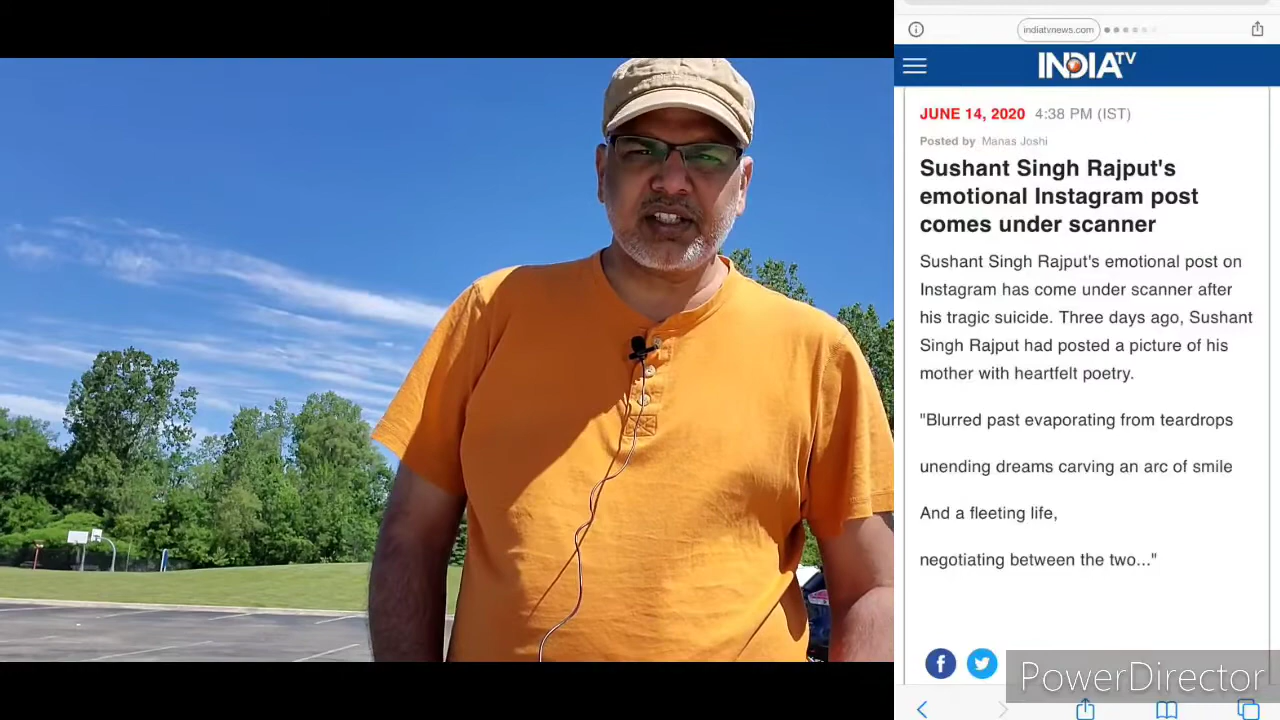 indiatvnews.com
INDIA TV
JUNE 14, 2020 4:38 PM (IST)
Posted by Manas Joshi
Sushant Singh Rajput's
emotional Instagram post
comes under scanner
Sushant Singh Rajput's emotional post on
Instagram has come under scanner after
his tragic suicide. Three days ago, Sushant
Singh Rajput had posted a picture of his
mother with heartfelt poetry.
"Blurred past evaporating from teardrops
unending dreams carving an arc of smile
And a fleeting life,
negotiating between the two..."
PowerDirector